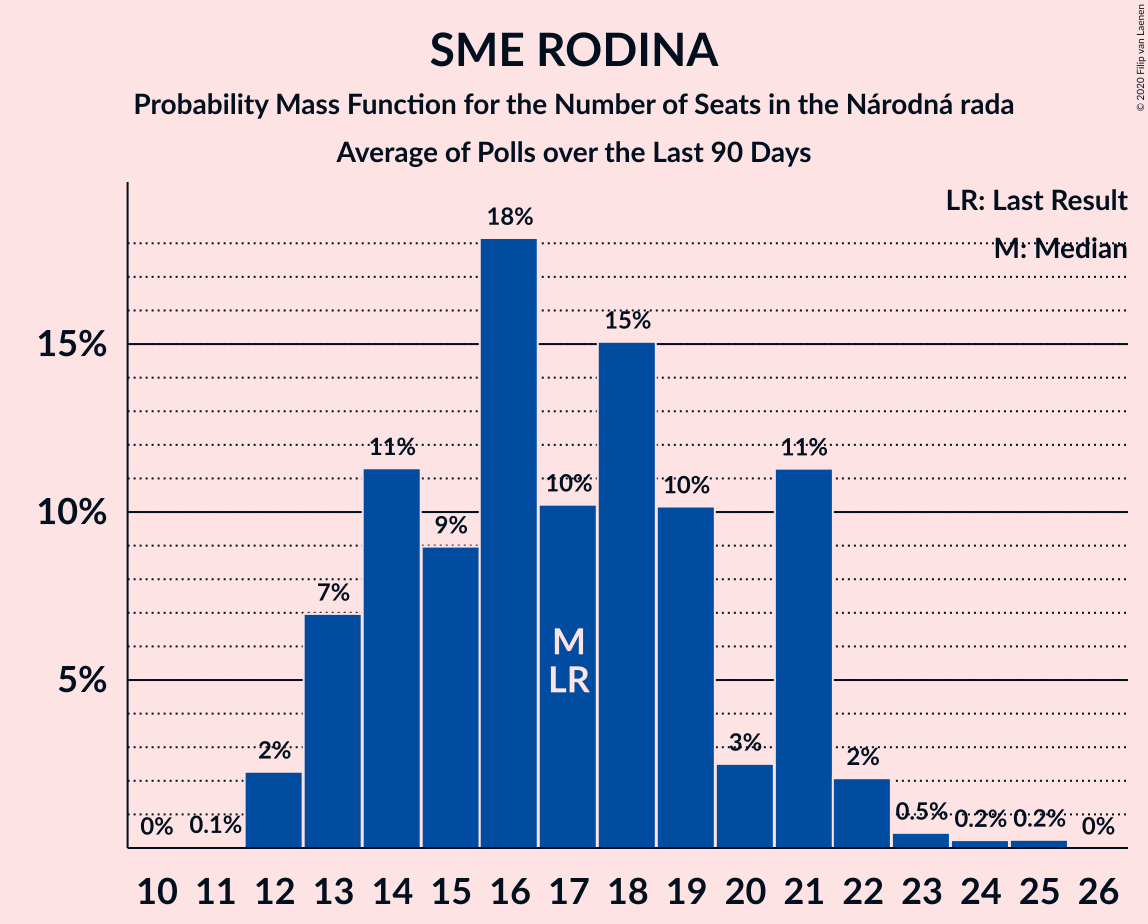 SME RODINA
Probability Mass Function for the Number of Seats in the Národná rada
Average of Polls over the Last 90 Days
© 2020 Filip van Laenen
LR: Last Result
M: Median
15%
10%
5%
0%
0.1%
2%
7%
11%
9%
18%
10%
15%
10%
3%
11%
2%
0.5%
0.2%
0.2%
0%
M
LR
10 11 12 13 14 15 16 17 18 19 20 21 22 23 24 25 26